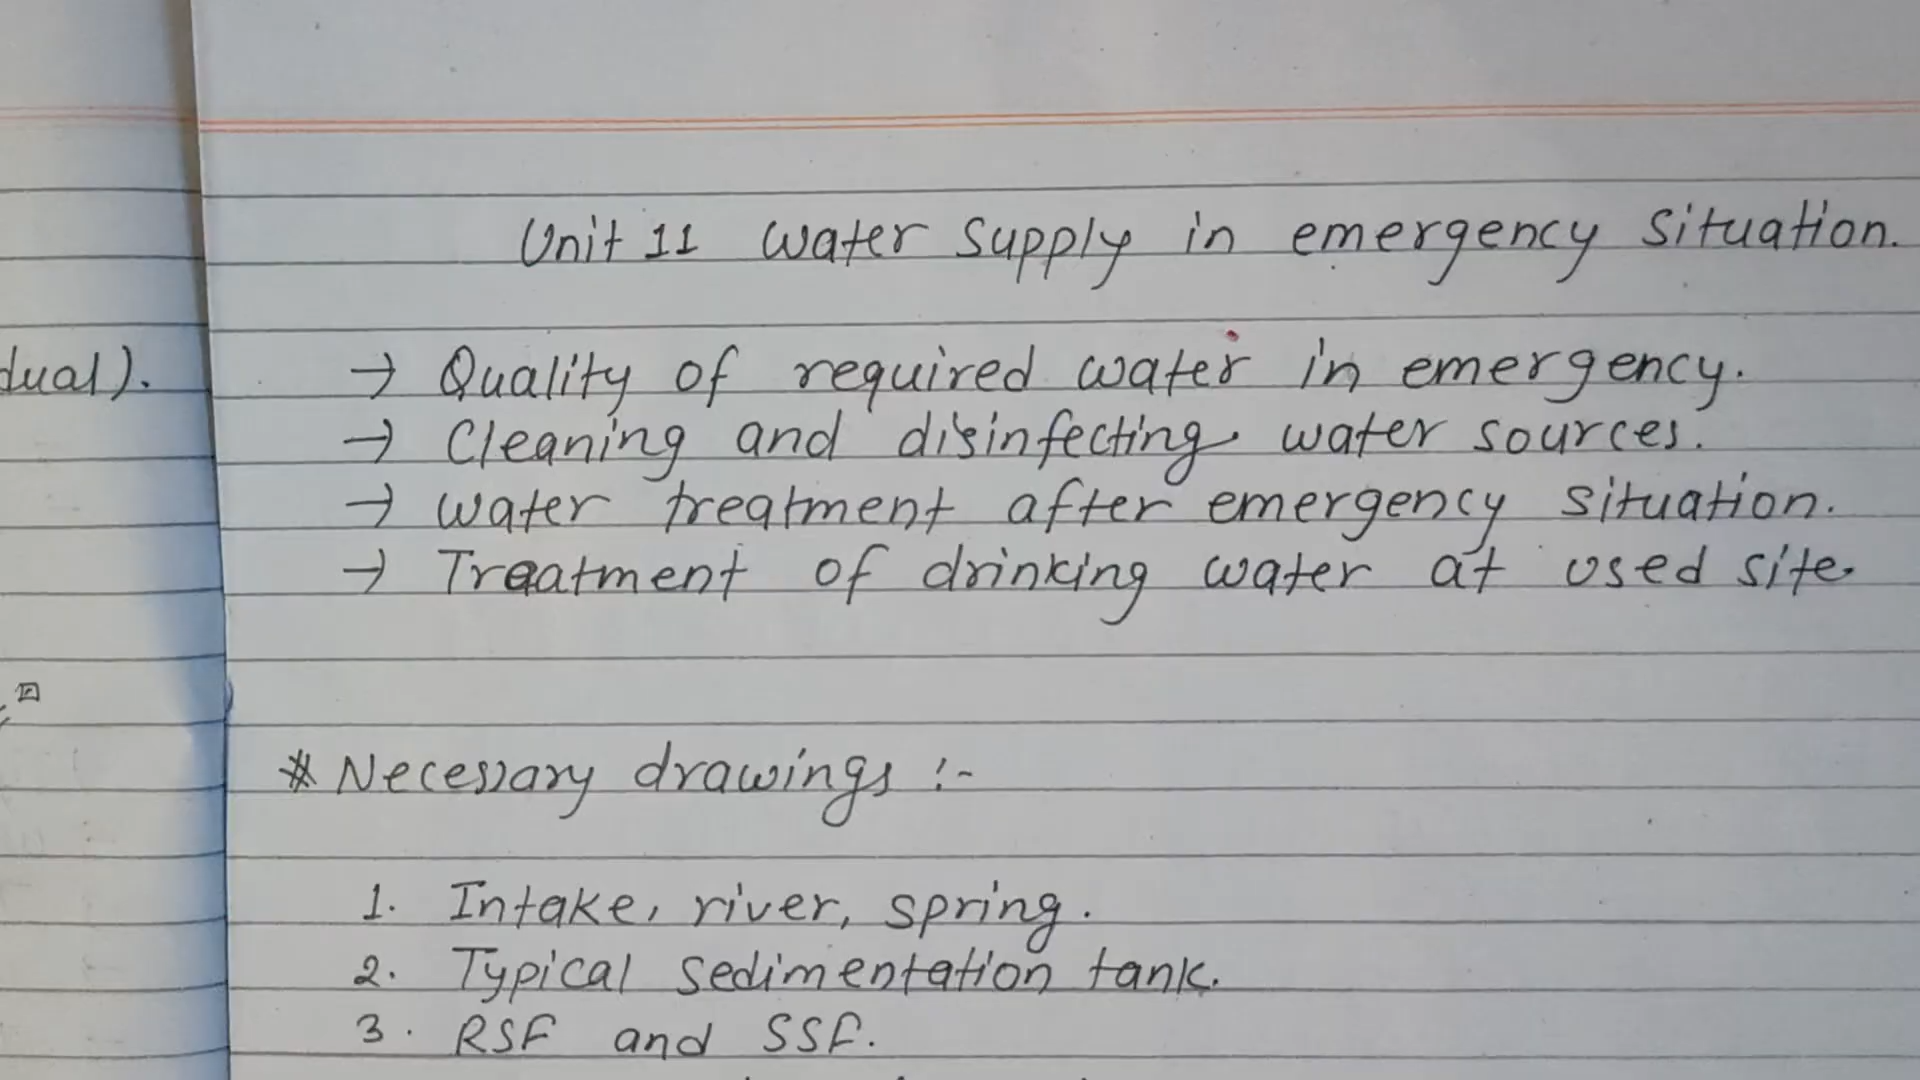 Unit 11 Water Supply in emergency Situation.
dual).
→ Quality of required water in emergency.
→ Cleaning and disinfecting water sources.
→ Water treatment after emergency situation.
→ Treatment of drinking water at used site.
* Necessary drawings :-
1. Intake, river, spring.
2. Typical sedimentation tank.
3. RSF and SSF.